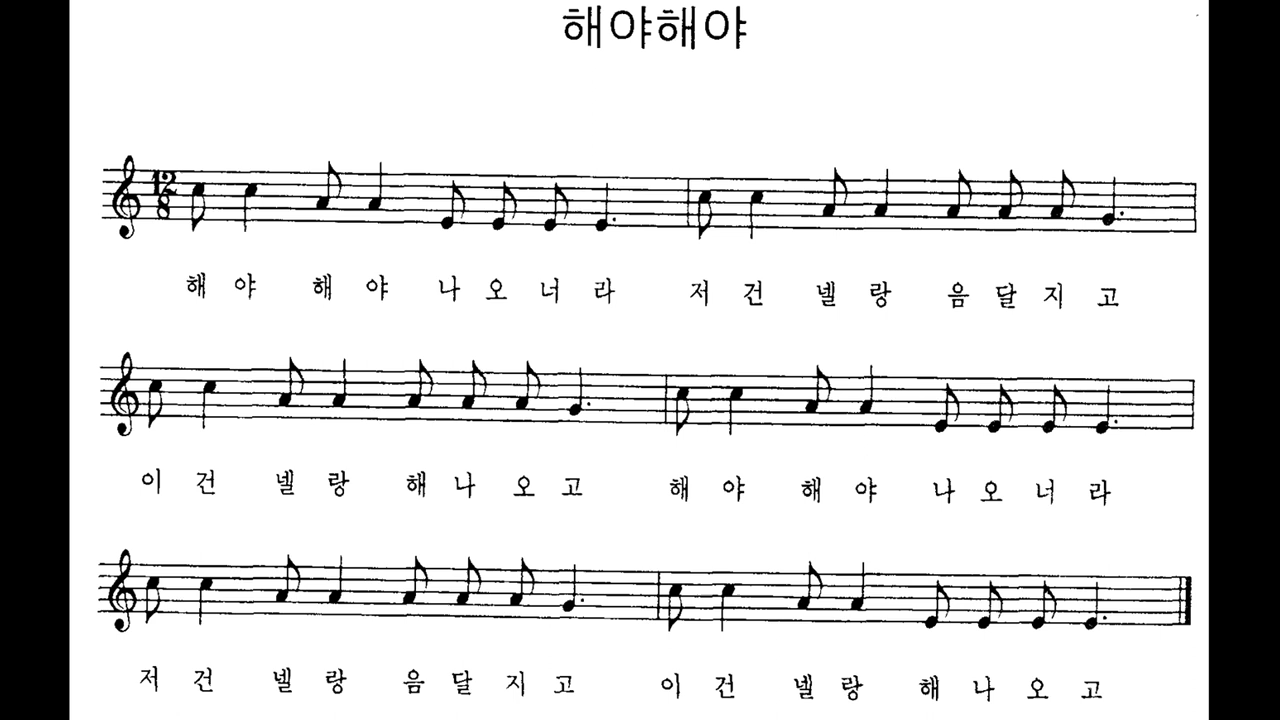 해야해야
12
8
해 야 해 야 나 오 너 라 저 건 넬 랑 음 달 지 고
이 건 넬 랑 해 나 오 고 해 야 해 야 나 오 너 라
저 건 넬 랑 음 달 지 고 이 건 넬 랑 해 나 오 고